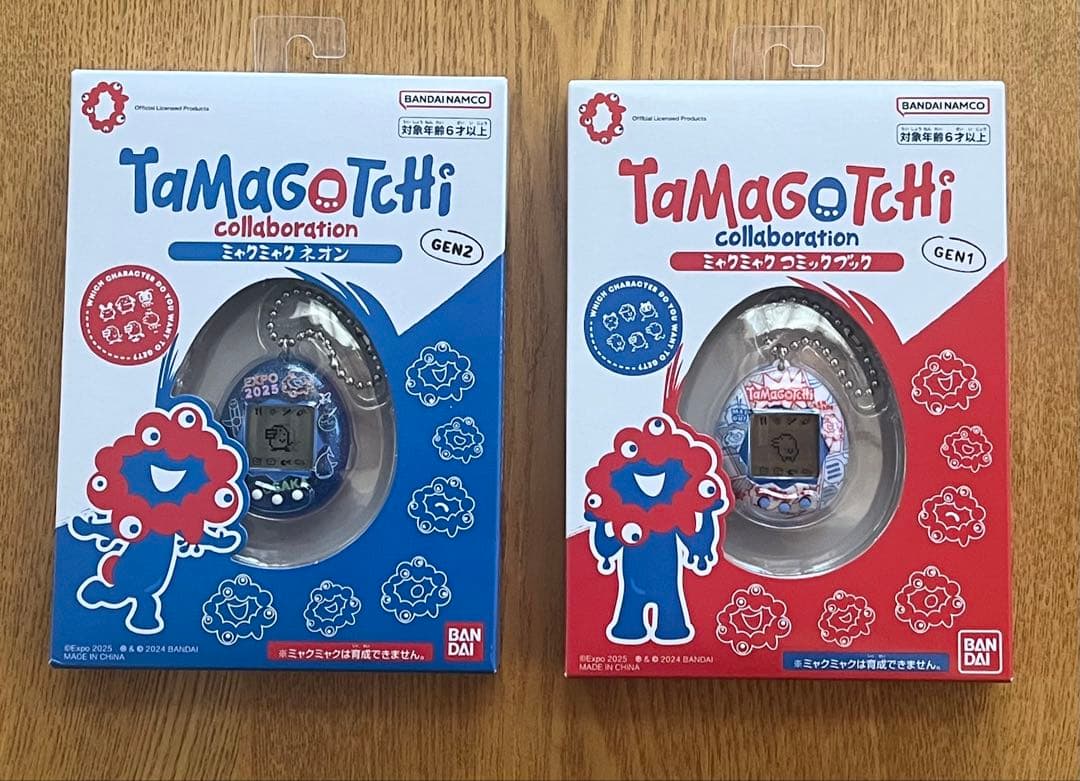 Official Licensed Products
BANDAI NAMCO
対象年齢6才以上
TaMaGoTCHi
collaboration
ミャクミャク ネオン
GEN2
WHICH CHARACTER DO YOU WANT TO GET?
EXPO
2025
©Expo 2025 ® & © 2024 BANDAI
MADE IN CHINA
※ミャクミャクは育成できません。
BAN
DAI
Official Licensed Products
BANDAI NAMCO
対象年齢6才以上
TaMaGoTCHi
collaboration
ミャクミャク コミックブック
GEN1
WHICH CHARACTER DO YOU WANT TO GET?
TaMaGoTCHi
©Expo 2025 ® & © 2024 BANDAI
MADE IN CHINA
※ミャクミャクは育成できません。
BAN
DAI